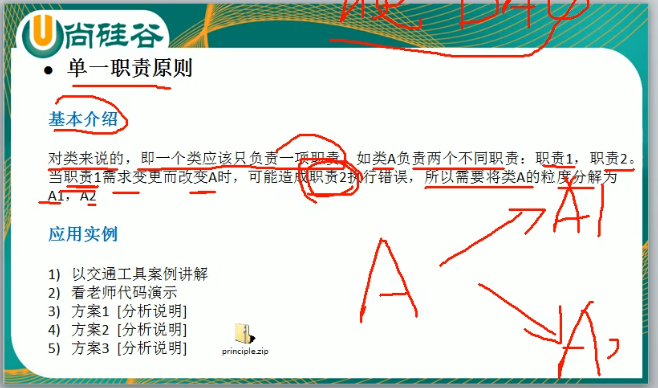 尚硅谷
● 单一职责原则
基本介绍
对类来说的，即一个类应该只负责一项职责。如类A负责两个不同职责：职责1，职责2。
当职责1需求变更而改变A时，可能造成职责2执行错误，所以需要将类A的粒度分解为
A1，A2
应用实例
1) 以交通工具案例讲解
2) 看老师代码演示
3) 方案1 [分析说明]
4) 方案2 [分析说明]
5) 方案3 [分析说明]
principle.zip
A
A1
A2